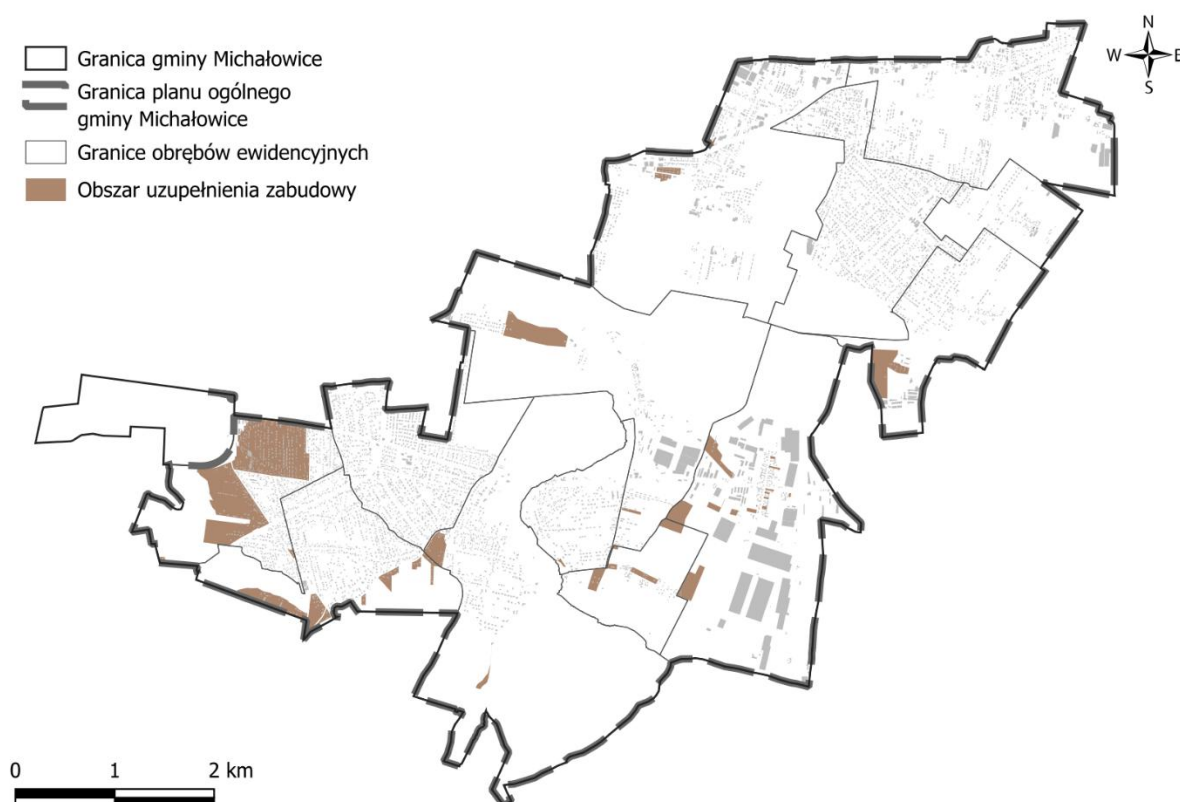 Granica gminy Michałowice
Granica planu ogólnego
gminy Michałowice
Granice obrębów ewidencyjnych
Obszar uzupełnienia zabudowy
N
W E
S
0 1 2 km